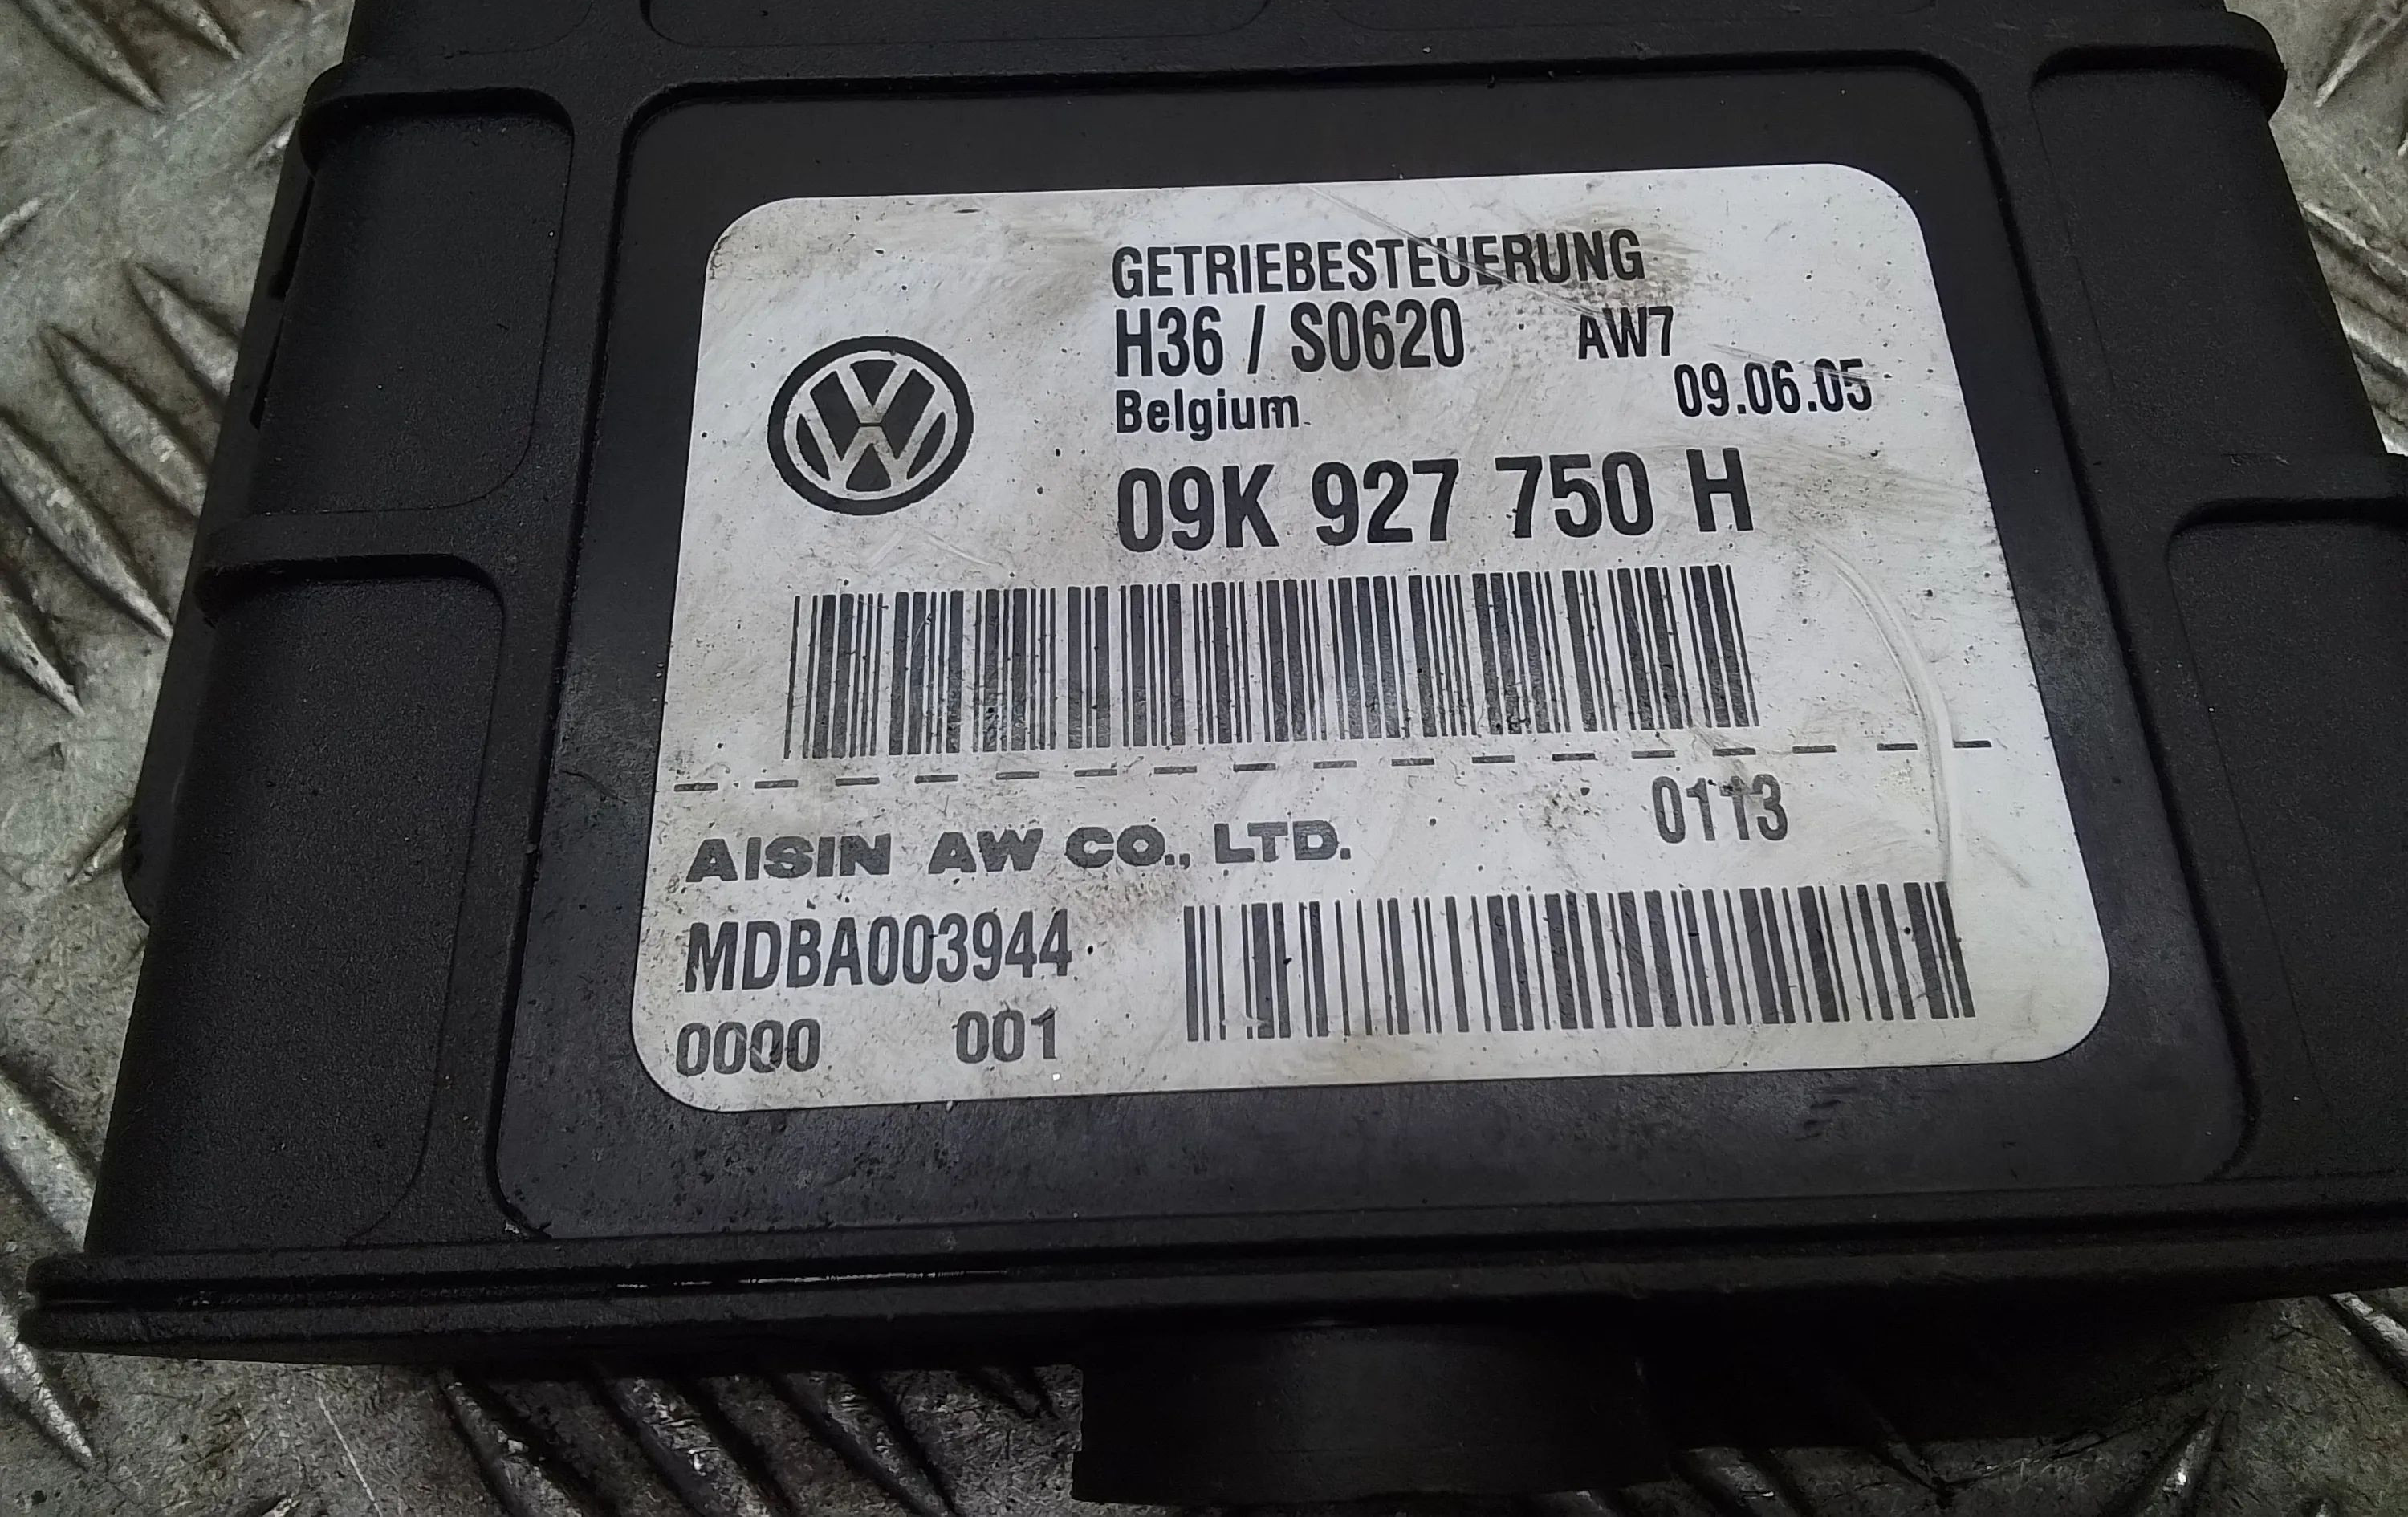 GETRIEBESTEUERUNG
H36 / S0620 AW7
Belgium 09.06.05
09K 927 750 H
0113
AISIN AW CO., LTD.
MDBA003944
0000 001